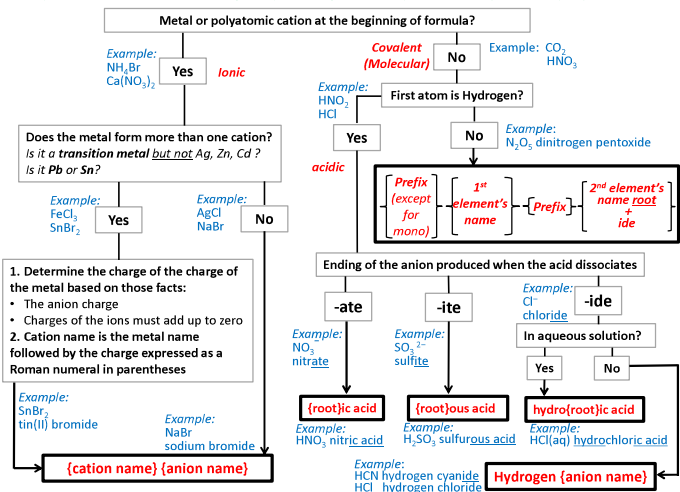 Metal or polyatomic cation at the beginning of formula?
Example:
NH₄Br
Ca(NO₃)₂
Yes
Ionic
Covalent
(Molecular)
No
Example: CO₂
HNO₃
Example:
HNO₂
HCl
First atom is Hydrogen?
Yes
acidic
No
Example:
N₂O₅ dinitrogen pentoxide
Does the metal form more than one cation?
Is it a transition metal but not Ag, Zn, Cd ?
Is it Pb or Sn?
Prefix
(except
for
mono)
1st
element's
name
Prefix
2nd element's
name root
+
ide
Example:
FeCl₃
SnBr₂
Yes
Example:
AgCl
NaBr
No
1. Determine the charge of the charge of
the metal based on those facts:
• The anion charge
• Charges of the ions must add up to zero
2. Cation name is the metal name
followed by the charge expressed as a
Roman numeral in parentheses
Example:
SnBr₂
tin(II) bromide
Example:
NaBr
sodium bromide
{cation name} {anion name}
Ending of the anion produced when the acid dissociates
-ate
Example:
NO₃⁻
nitrate
{root}ic acid
Example:
HNO₃ nitric acid
-ite
Example:
SO₃²⁻
sulfite
{root}ous acid
Example:
H₂SO₃ sulfurous acid
Example:
Cl⁻
chloride
-ide
In aqueous solution?
Yes
No
hydro{root}ic acid
Example:
HCl(aq) hydrochloric acid
Example:
HCN hydrogen cyanide
HCl hydrogen chloride
Hydrogen {anion name}